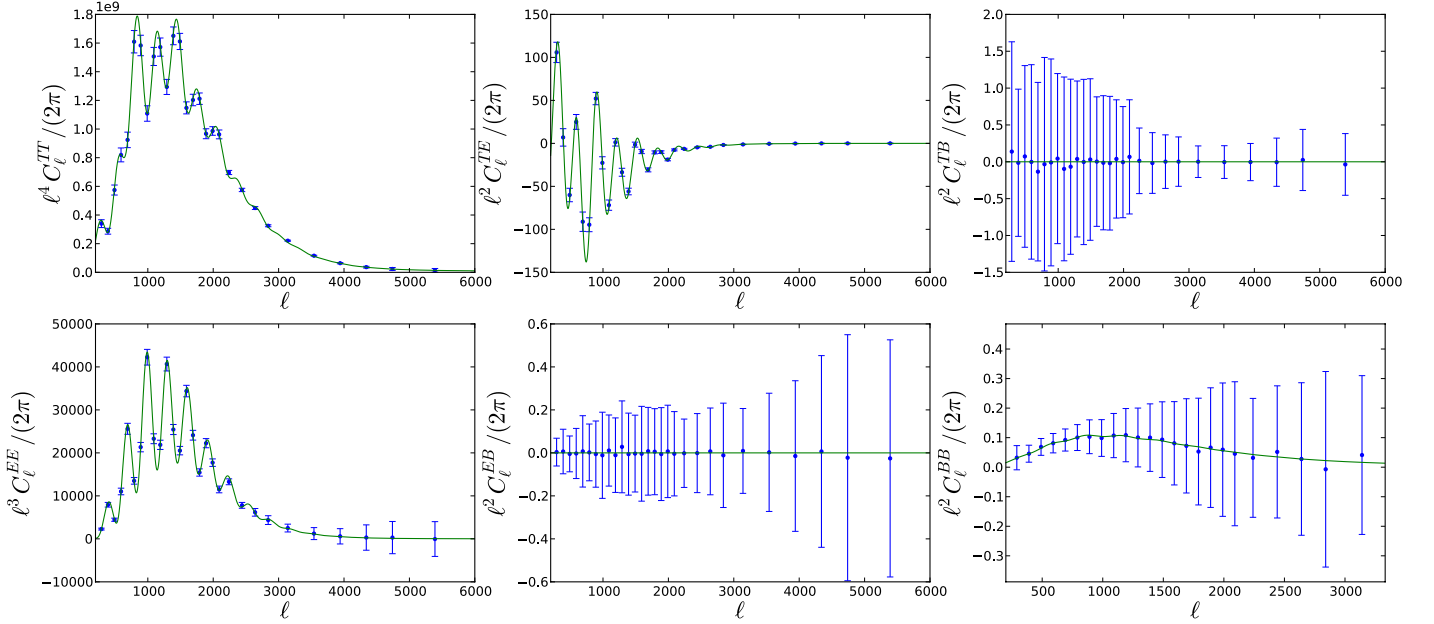 1e9
1.8
1.6
1.4
1.2
1.0
0.8
0.6
0.4
0.2
0.0
1000 2000 3000 4000 5000 6000
ℓ
ℓ⁴ C_ℓ^{TT}/(2π)
100
50
0
−50
−100
−150
1000 2000 3000 4000 5000 6000
ℓ
ℓ² C_ℓ^{TE}/(2π)
2.0
1.5
1.0
0.5
0.0
−0.5
−1.0
−1.5
1000 2000 3000 4000 5000 6000
ℓ
ℓ² C_ℓ^{TB}/(2π)
50000
40000
30000
20000
10000
0
−10000
1000 2000 3000 4000 5000 6000
ℓ
ℓ³ C_ℓ^{EE}/(2π)
0.6
0.4
0.2
0.0
−0.2
−0.4
−0.6
1000 2000 3000 4000 5000 6000
ℓ
ℓ² C_ℓ^{EB}/(2π)
0.4
0.3
0.2
0.1
0.0
−0.1
−0.2
−0.3
500 1000 1500 2000 2500 3000
ℓ
ℓ² C_ℓ^{BB}/(2π)